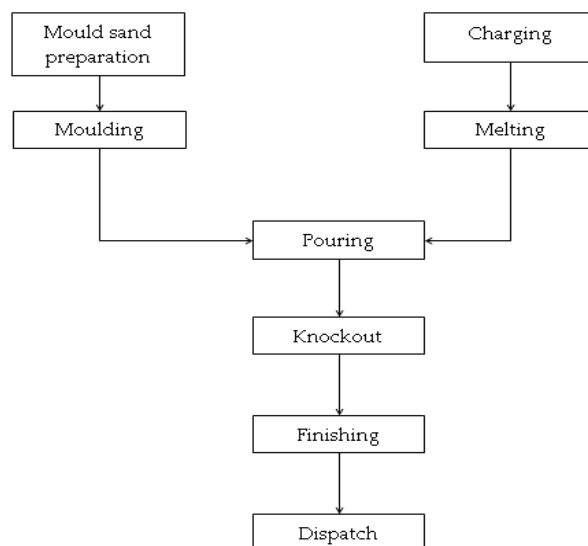 Mould sand
preparation
Charging
Moulding
Melting
Pouring
Knockout
Finishing
Dispatch